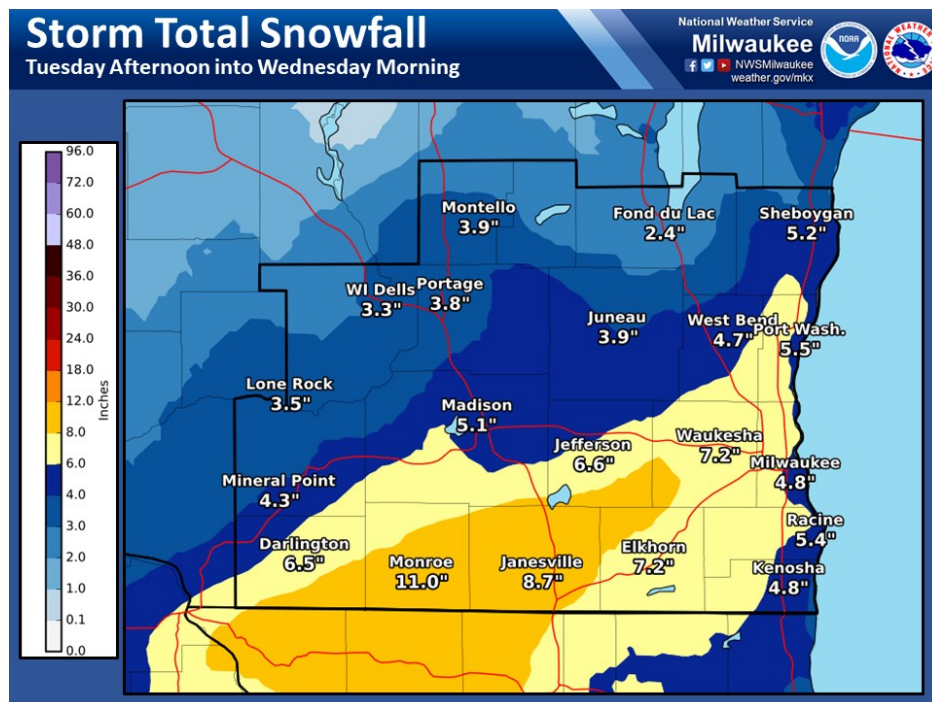 Storm Total Snowfall
Tuesday Afternoon into Wednesday Morning
National Weather Service
Milwaukee
NWSMilwaukee
weather.gov/mkx
NOAA
NATIONAL WEATHER
96.0
72.0
60.0
48.0
36.0
30.0
24.0
18.0
12.0
8.0
6.0
4.0
3.0
2.0
1.0
0.1
0.0
Inches
Montello
3.9"
Fond du Lac
2.4"
Sheboygan
5.2"
WI Dells
3.3"
Portage
3.8"
Juneau
3.9"
West Bend
4.7"
Port Wash.
5.5"
Lone Rock
3.5"
Madison
5.1"
Jefferson
6.6"
Waukesha
7.2"
Milwaukee
4.8"
Mineral Point
4.3"
Racine
5.4"
Darlington
6.5"
Monroe
11.0"
Janesville
8.7"
Elkhorn
7.2"
Kenosha
4.8"